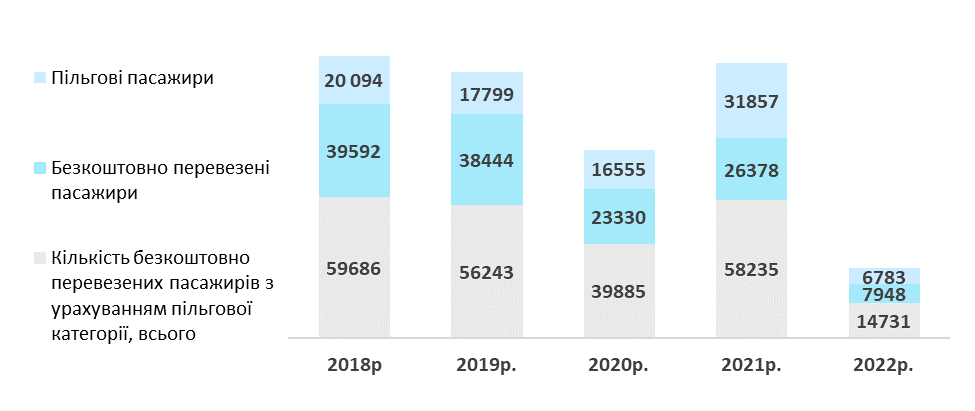 Пільгові пасажири
Безкоштовно перевезені
пасажири
Кількість безкоштовно
перевезених пасажирів з
урахуванням пільгової
категорії, всього
20 094
39592
59686
17799
38444
56243
16555
23330
39885
31857
26378
58235
6783
7948
14731
2018р
2019р.
2020р.
2021р.
2022р.